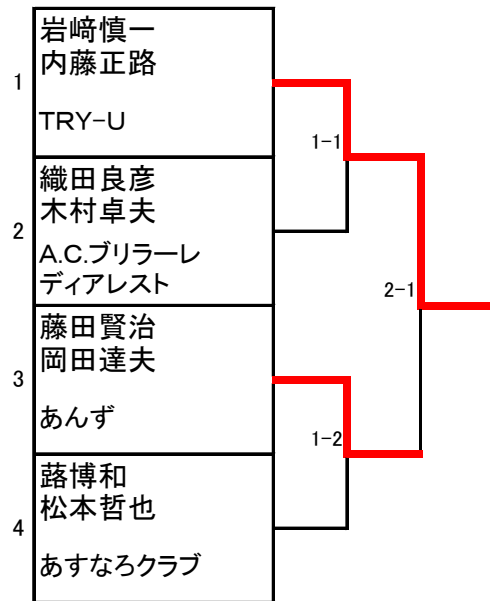 1
岩﨑慎一
内藤正路
TRY-U
1-1
2
織田良彦
木村卓夫
A.C.ブリラーレ
ディアレスト
2-1
3
藤田賢治
岡田達夫
あんず
1-2
4
蕗博和
松本哲也
あすなろクラブ